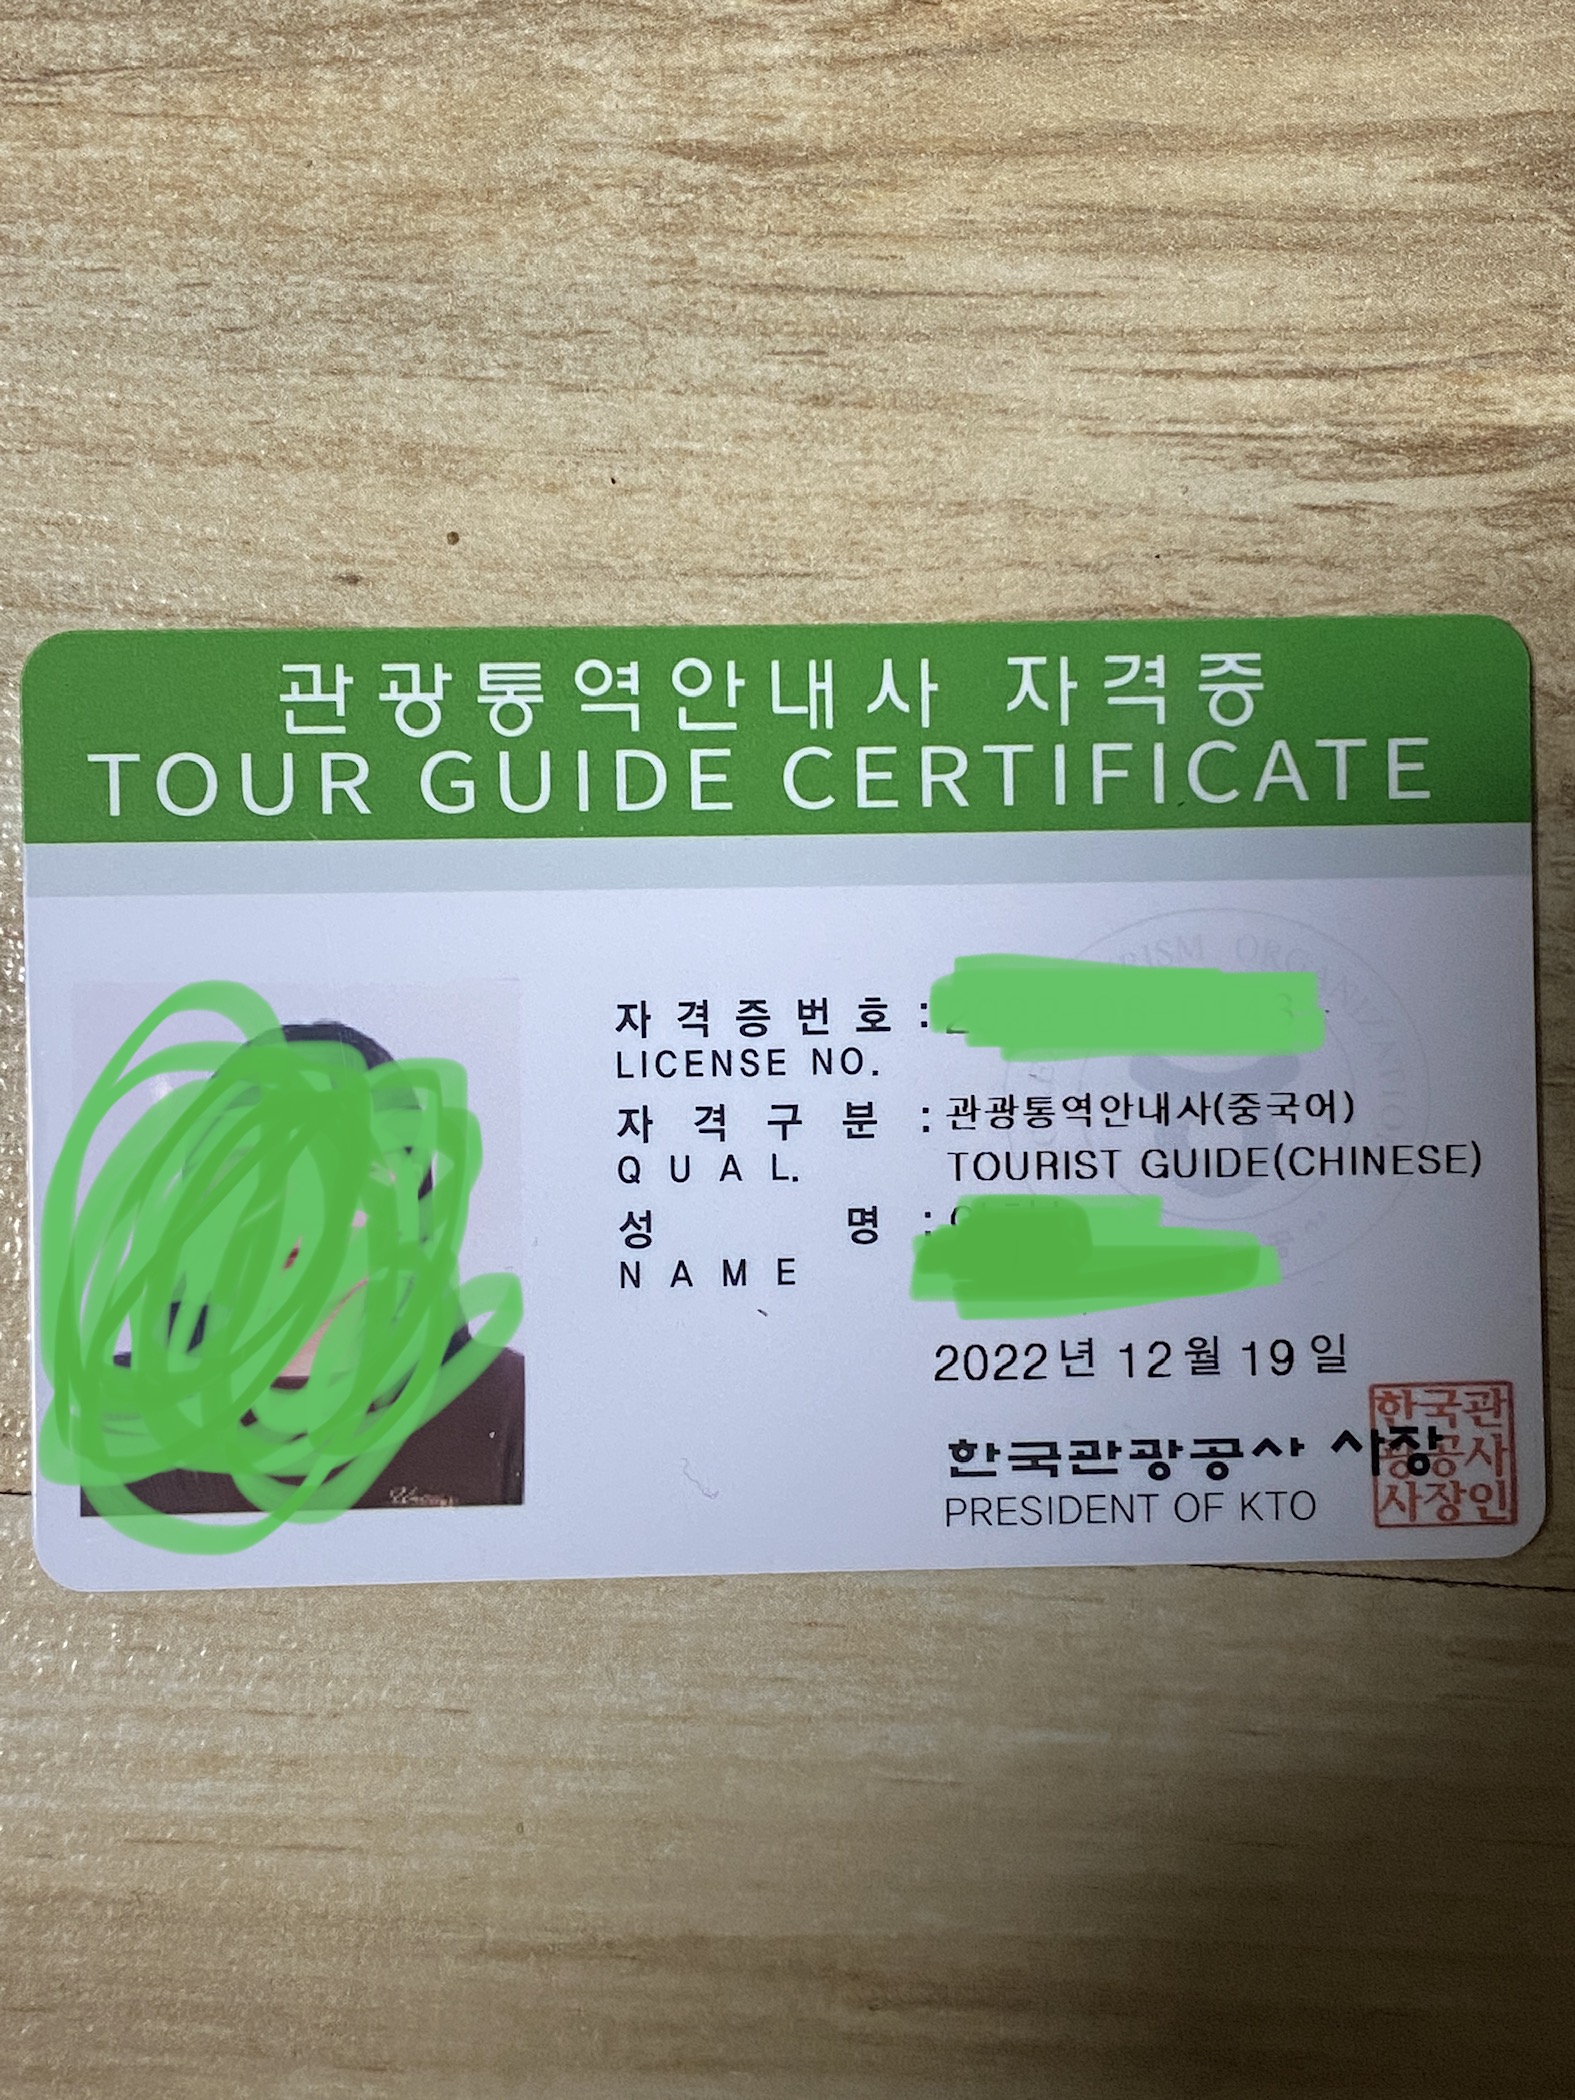 관광통역안내사 자격증
TOUR GUIDE CERTIFICATE
자격증번호 :
LICENSE NO.
자격구분 : 관광통역안내사(중국어)
QUAL. TOURIST GUIDE(CHINESE)
성명 :
NAME
2022년 12월 19일
한국관광공사 사장
PRESIDENT OF KTO
한국관
광공사
사장인